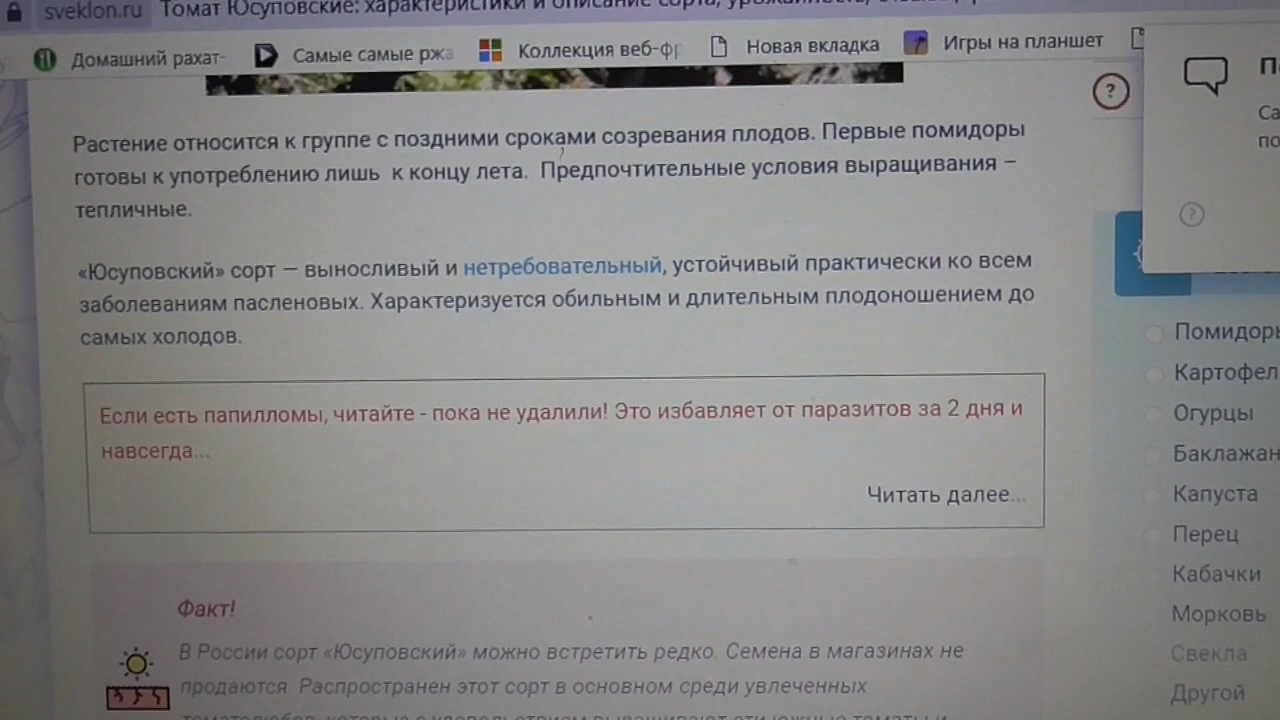 sveklon.ru Томат Юсуповские: характеристики и описание сорта, урожайность,
Домашний рахат- Самые самые ржа Коллекция веб-фр Новая вкладка Игры на планшет
Растение относится к группе с поздними сроками созревания плодов. Первые помидоры
готовы к употреблению лишь к концу лета. Предпочтительные условия выращивания –
тепличные.
«Юсуповский» сорт — выносливый и нетребовательный, устойчивый практически ко всем
заболеваниям пасленовых. Характеризуется обильным и длительным плодоношением до
самых холодов.
Если есть папилломы, читайте - пока не удалили! Это избавляет от паразитов за 2 дня и
навсегда...
Читать далее...
Факт!
В России сорт «Юсуповский» можно встретить редко. Семена в магазинах не
продаются. Распространен этот сорт в основном среди увлеченных
?
П
Са
по
?
Помидоры
Картофел
Огурцы
Баклажан
Капуста
Перец
Кабачки
Морковь
Свекла
Другой